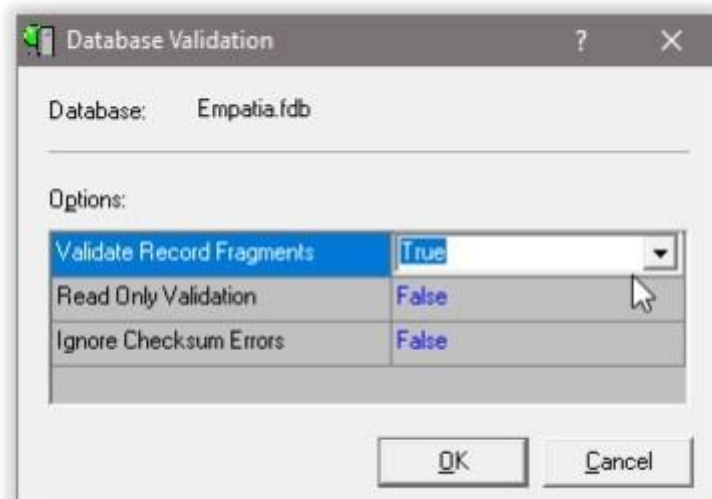 Database Validation ?
Database: Empatia.fdb
Options:
Validate Record Fragments True
Read Only Validation False
Ignore Checksum Errors False
OK Cancel